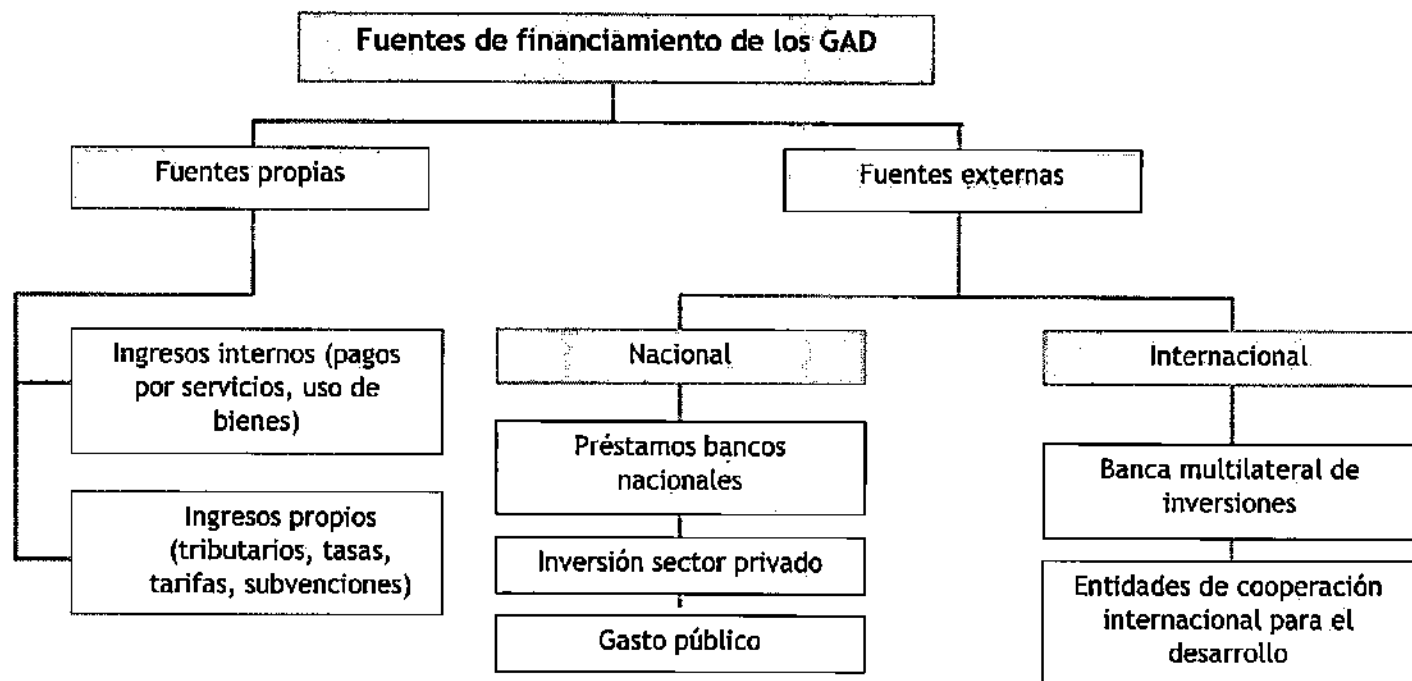 Fuentes de financiamiento de los GAD
Fuentes propias
Fuentes externas
Ingresos internos (pagos
por servicios, uso de
bienes)
Ingresos propios
(tributarios, tasas,
tarifas, subvenciones)
Nacional
Préstamos bancos
nacionales
Inversión sector privado
Gasto público
Internacional
Banca multilateral de
inversiones
Entidades de cooperación
internacional para el
desarrollo